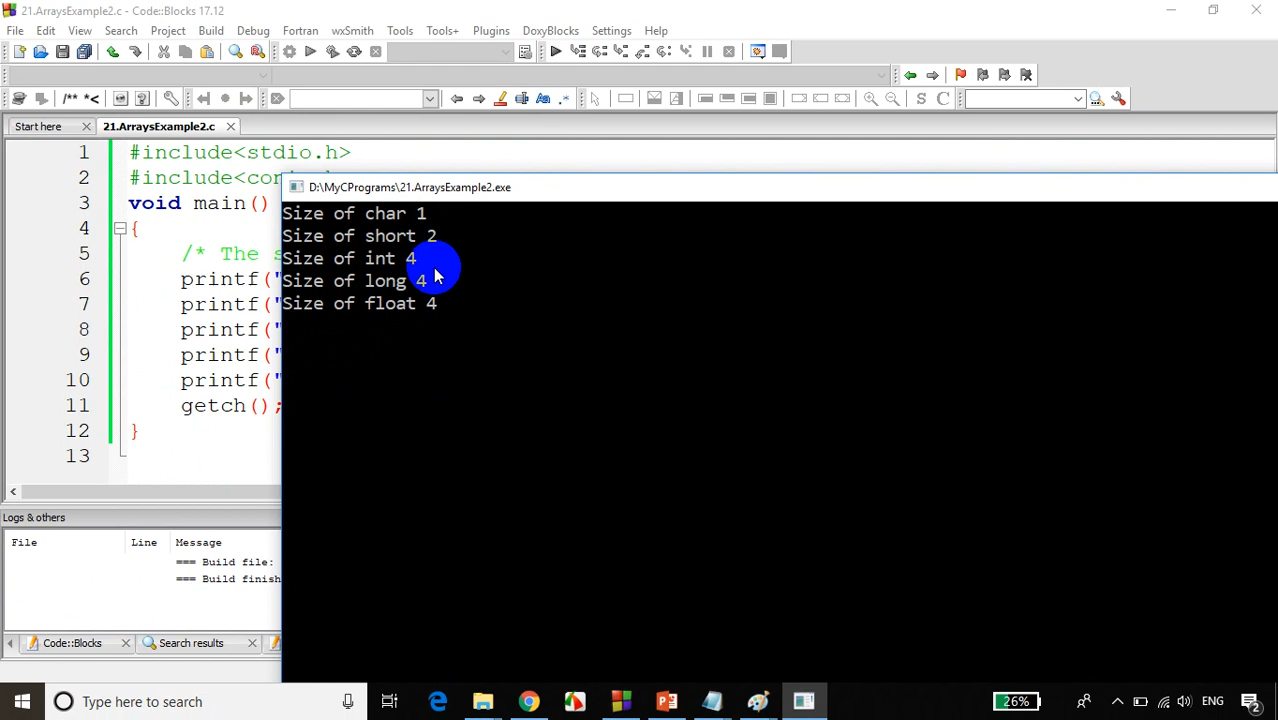 21.ArraysExample2.c - Code::Blocks 17.12
File Edit View Search Project Build Debug Fortran wxSmith Tools Tools+ Plugins DoxyBlocks Settings Help
/** *<
S C
Start here 21.ArraysExample2.c
1 #include<stdio.h>
2 #include<con
3 void main()
4 {
5 /* The s
6 printf("
7 printf("
8 printf("
9 printf("
10 printf("
11 getch();
12 }
13
D:\MyCPrograms\21.ArraysExample2.exe
Size of char 1
Size of short 2
Size of int 4
Size of long 4
Size of float 4
Logs & others
File Line Message
=== Build file:
=== Build finish
Code::Blocks Search results
Type here to search 26% ENG 2